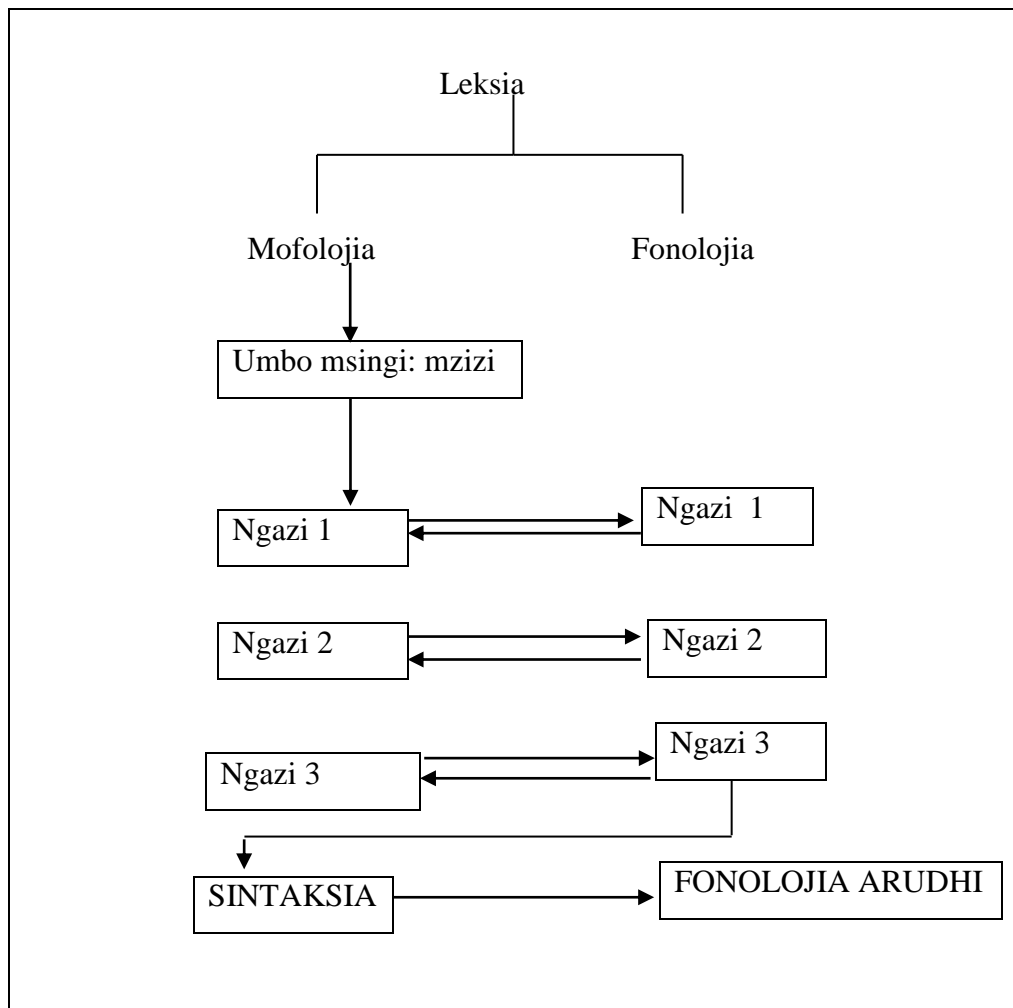 Leksia
Mofolojia
Fonolojia
Umbo msingi: mzizi
Ngazi 1
Ngazi  1
Ngazi 2
Ngazi 2
Ngazi 3
Ngazi 3
SINTAKSIA
FONOLOJIA ARUDHI